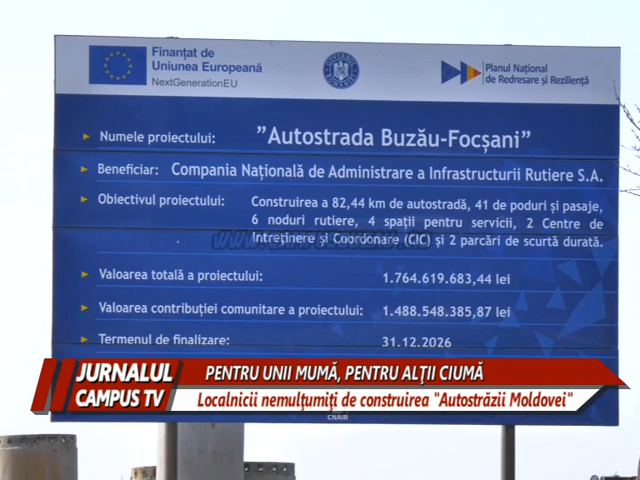 Finanțat de
Uniunea Europeană
NextGenerationEU
Planul Național
de Redresare și Reziliență
Numele proiectului: "Autostrada Buzău-Focșani"
Beneficiar: Compania Națională de Administrare a Infrastructurii Rutiere S.A.
Obiectivul proiectului: Construirea a 82,44 km de autostradă, 41 de poduri și pasaje,
6 noduri rutiere, 4 spații pentru servicii, 2 Centre de
Întreținere și Coordonare (CIC) și 2 parcări de scurtă durată.
Valoarea totală a proiectului: 1.764.619.683,44 lei
Valoarea contribuției comunitare a proiectului: 1.488.548.385,87 lei
Termenul de finalizare: 31.12.2026
JURNALUL
CAMPUS TV
PENTRU UNII MUMĂ, PENTRU ALŢII CIUMĂ
Localnicii nemulţumiţi de construirea "Autostrăzii Moldovei"
CNAIR